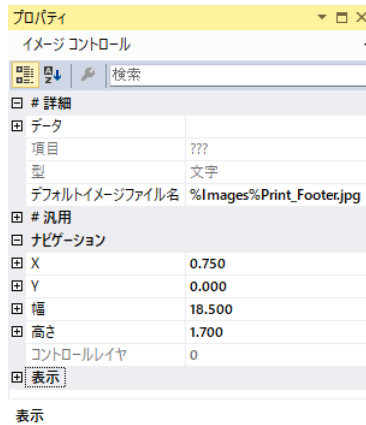 プロパティ
イメージ コントロール
検索
# 詳細
データ
項目 ???
型 文字
デフォルトイメージファイル名 %Images%Print_Footer.jpg
# 汎用
ナビゲーション
X 0.750
Y 0.000
幅 18.500
高さ 1.700
コントロールレイヤ 0
表示
表示